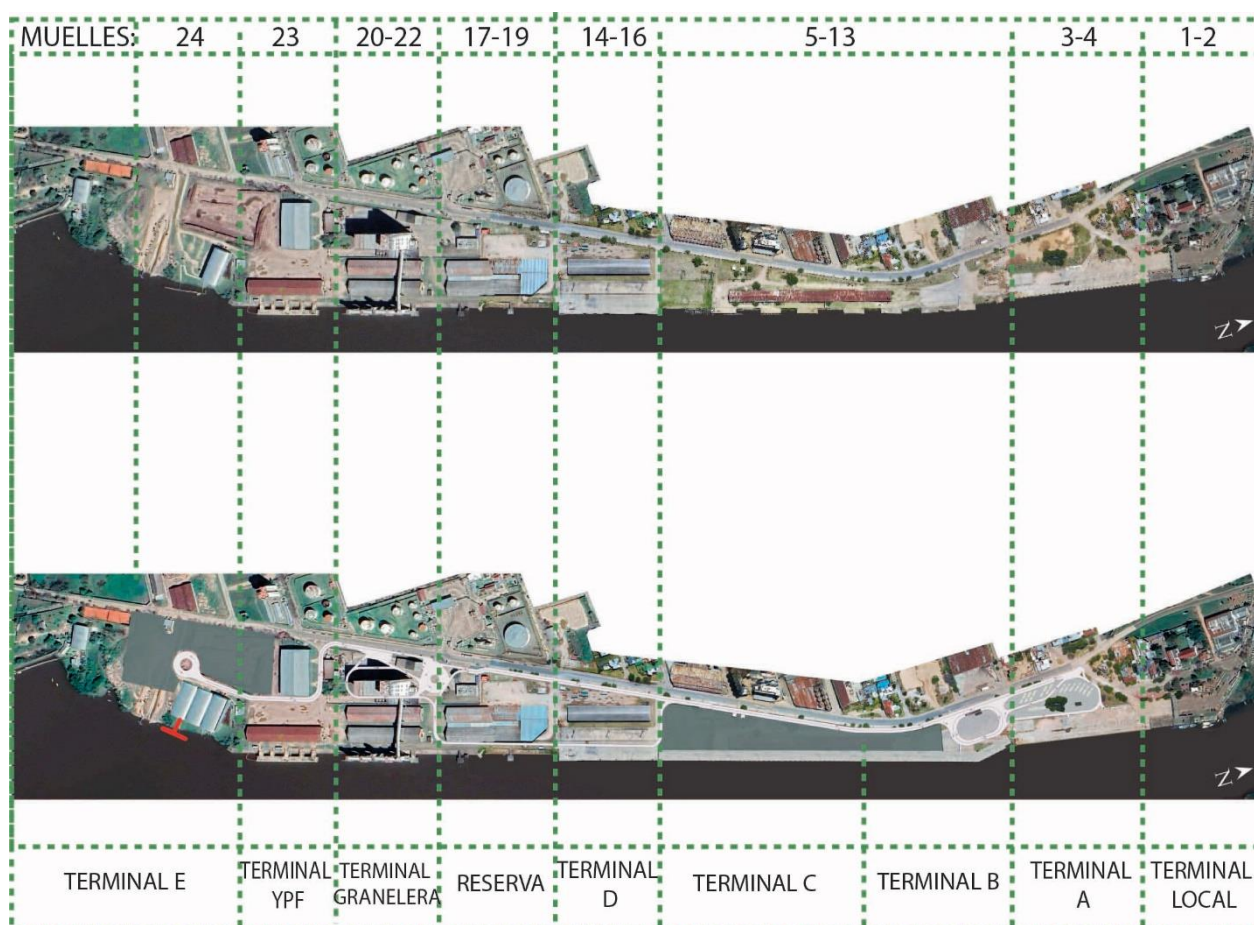 MUELLES: 24 23 20-22 17-19 14-16 5-13 3-4 1-2
N
N
TERMINAL E
TERMINAL
YPF
TERMINAL
GRANELERA
RESERVA
TERMINAL
D
TERMINAL C
TERMINAL B
TERMINAL
A
TERMINAL
LOCAL